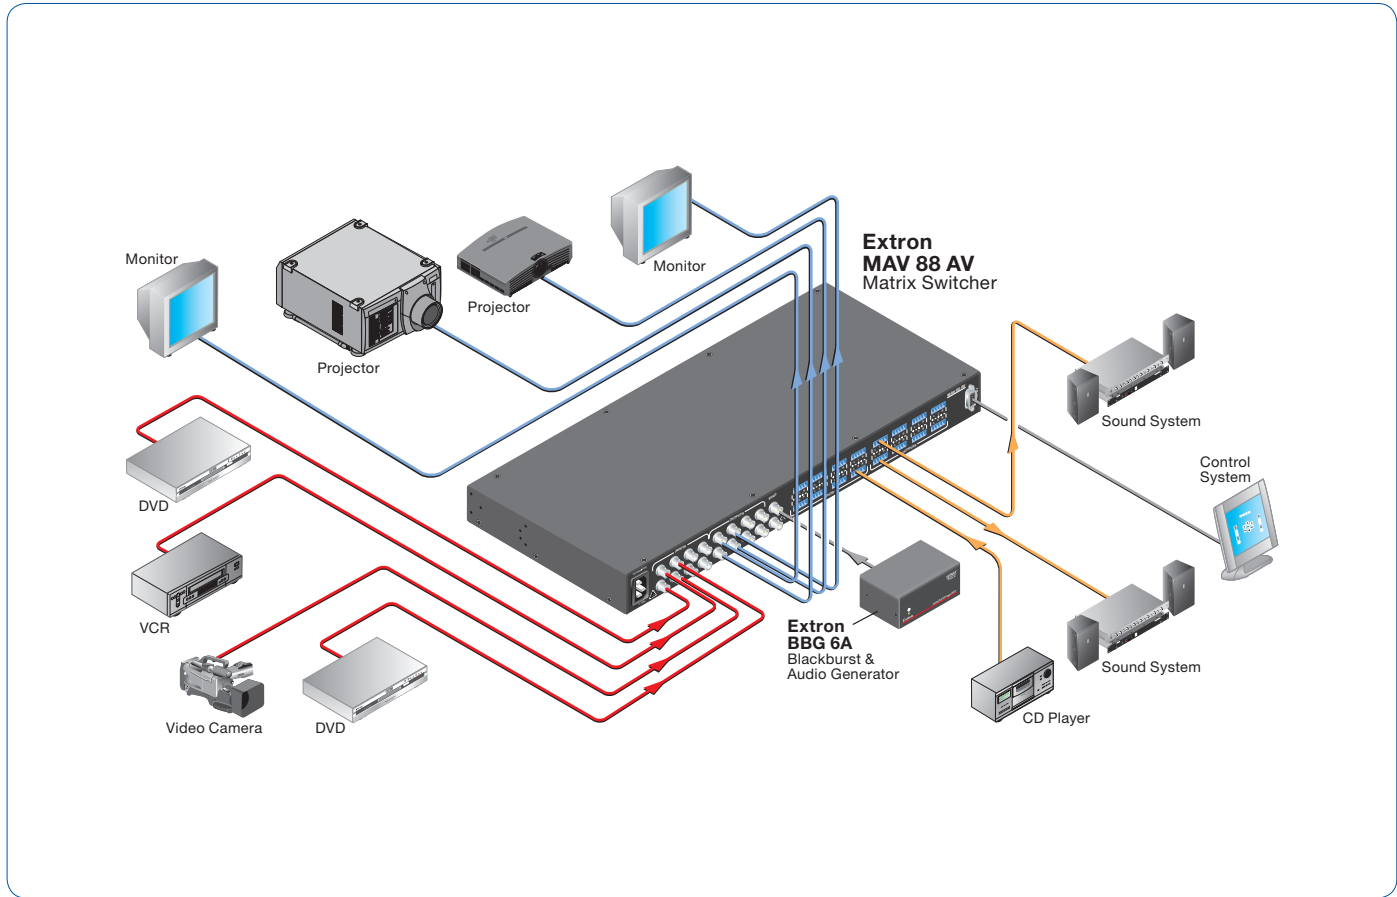 Monitor
Projector
Projector
Monitor
Extron
MAV 88 AV
Matrix Switcher
DVD
VCR
Video Camera
DVD
Extron
BBG 6A
Blackburst &
Audio Generator
CD Player
Sound System
Control
System
Sound System